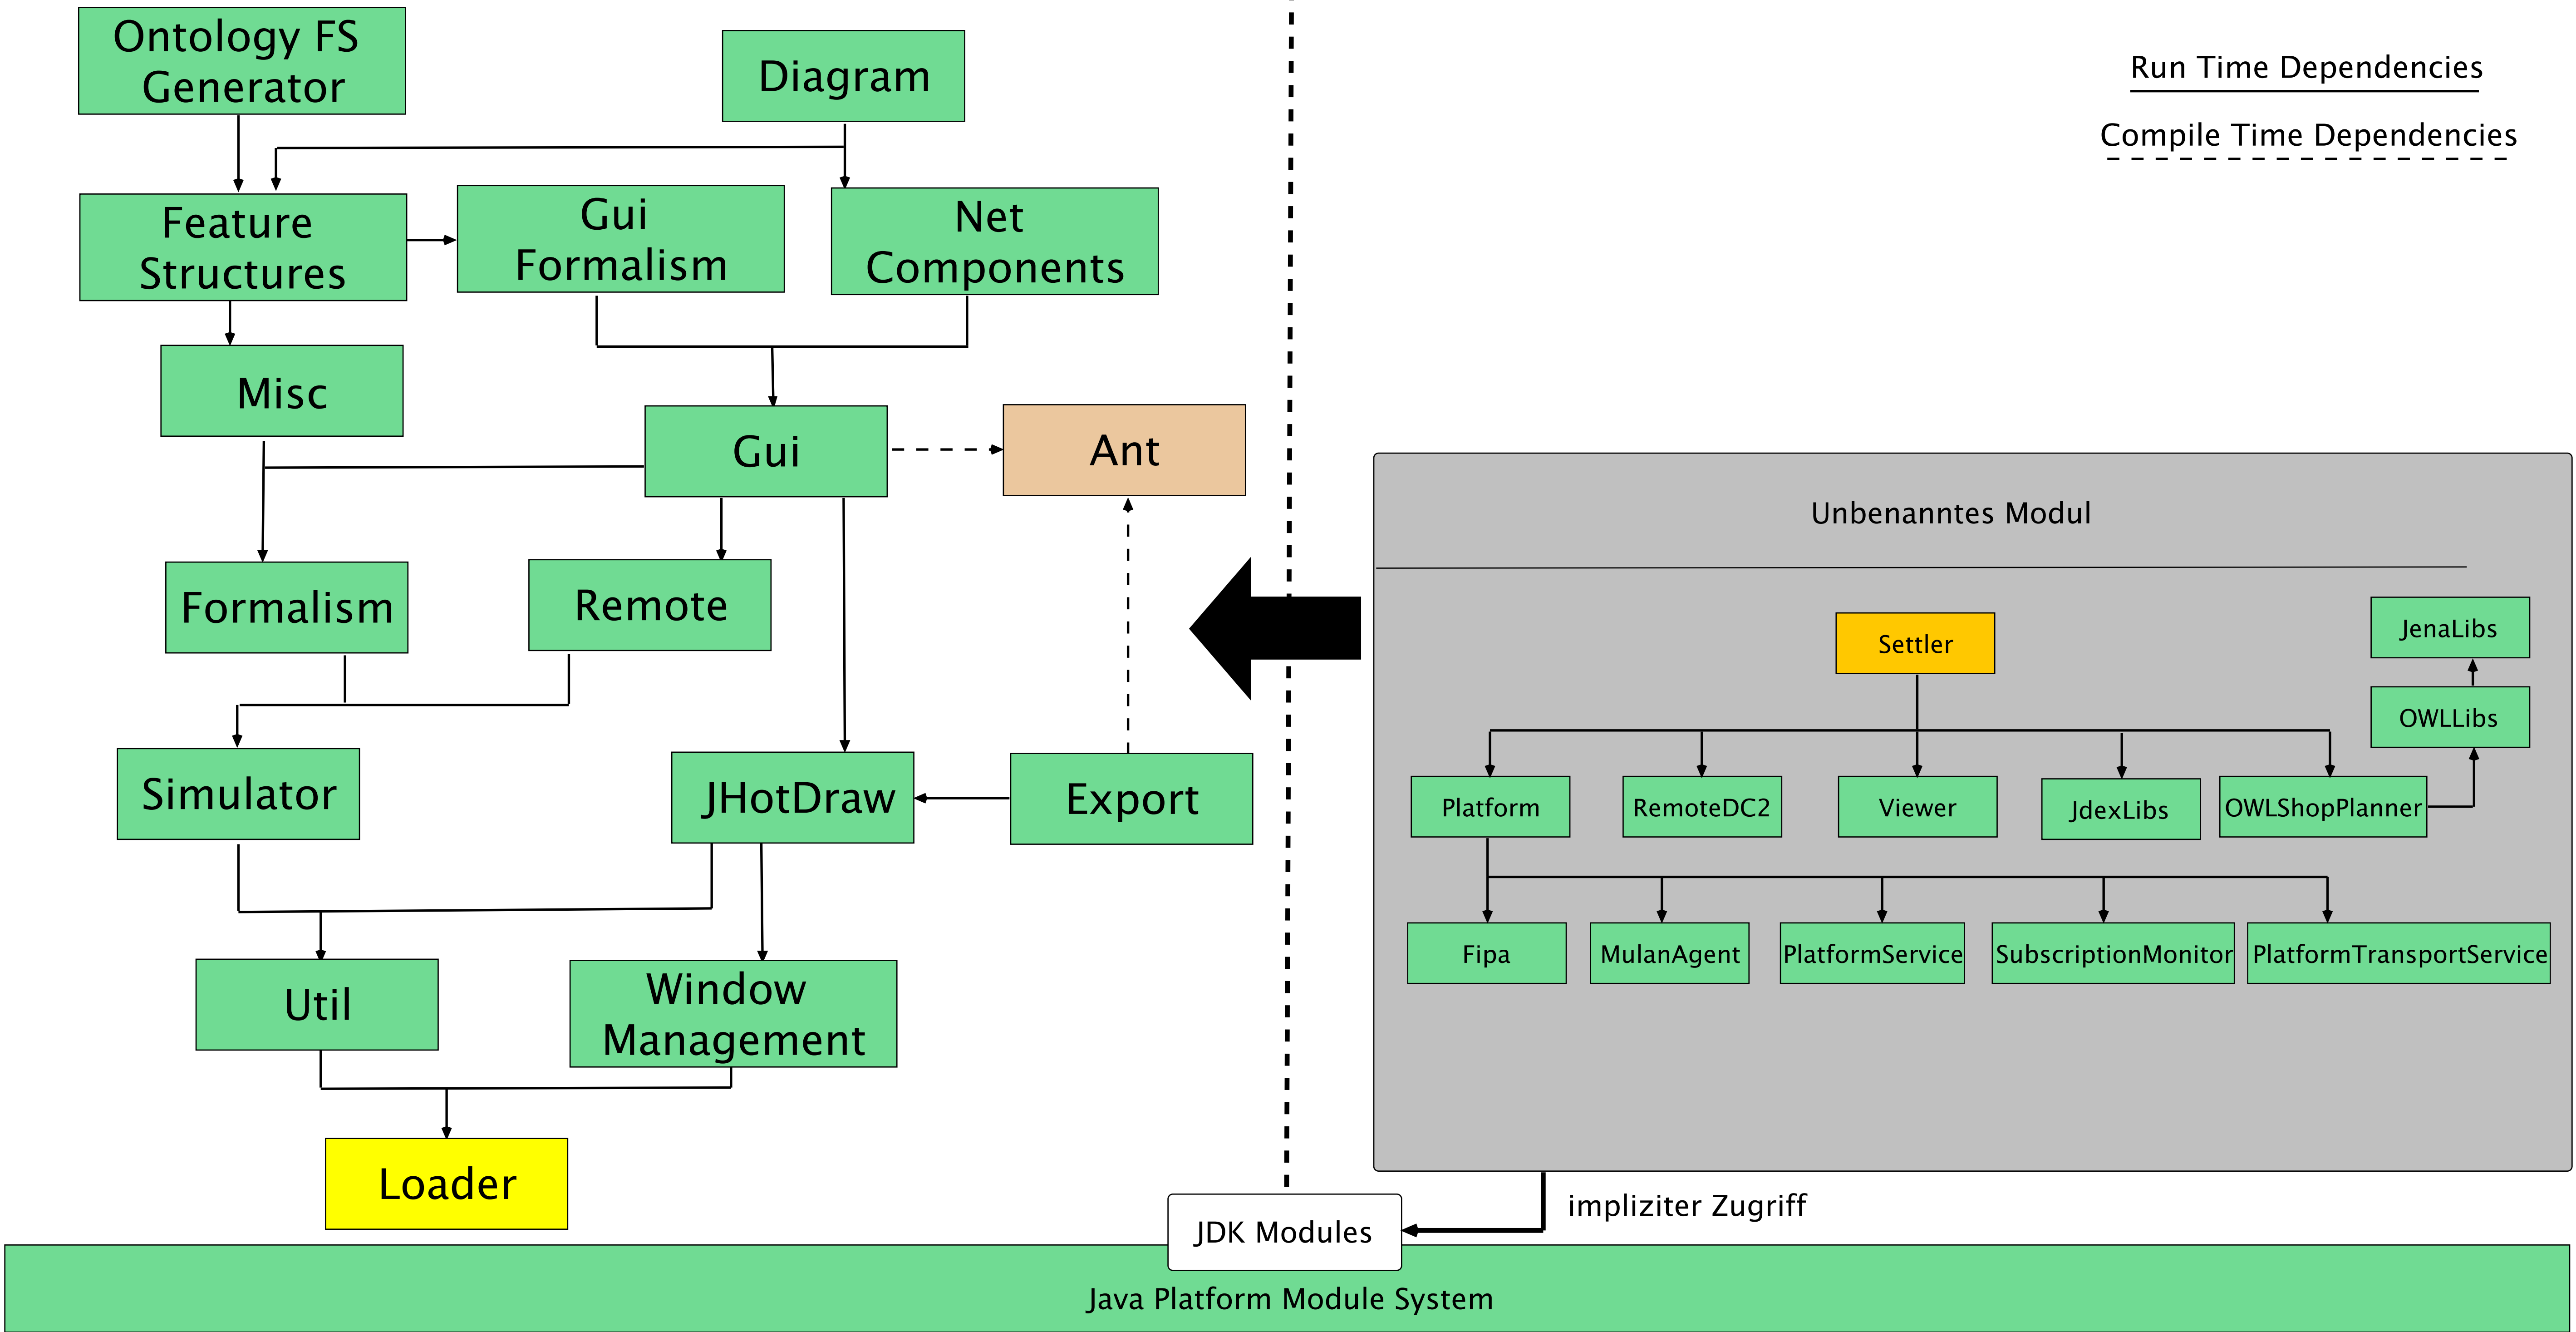 Ontology FS
Generator
Diagram
Run Time Dependencies
Compile Time Dependencies
Feature
Structures
Gui
Formalism
Net
Components
Misc
Gui
Ant
Unbenanntes Modul
Formalism
Remote
Settler
JenaLibs
OWLLibs
Simulator
JHotDraw
Export
Platform
RemoteDC2
Viewer
JdexLibs
OWLShopPlanner
Fipa
MulanAgent
PlatformService
SubscriptionMonitor
PlatformTransportService
Util
Window
Management
Loader
impliziter Zugriff
JDK Modules
Java Platform Module System